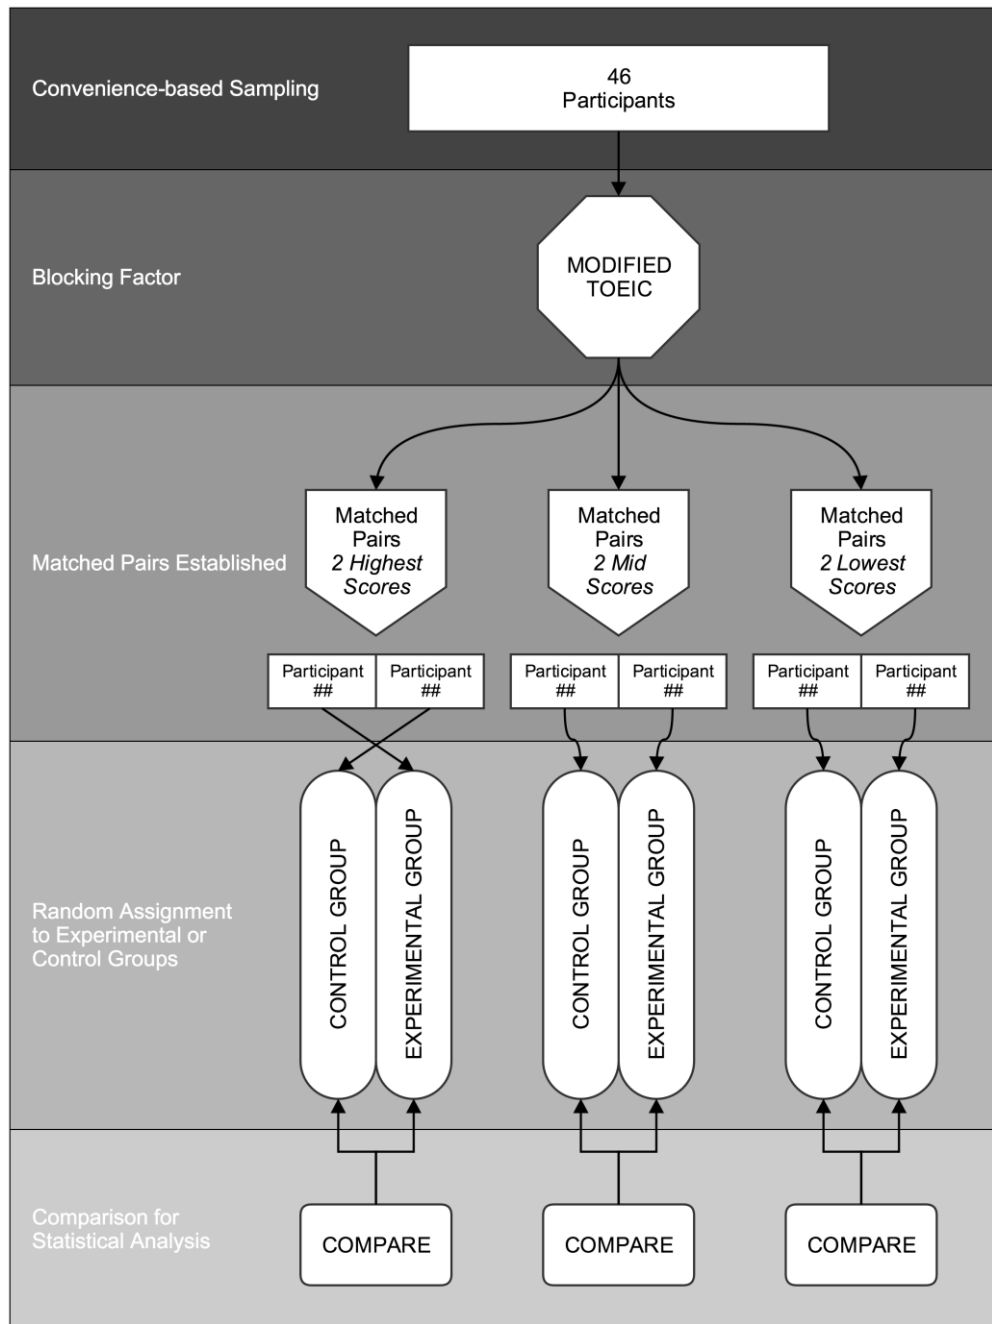 Convenience-based Sampling
46
Participants
Blocking Factor
MODIFIED
TOEIC
Matched Pairs Established
Matched
Pairs
2 Highest
Scores
Matched
Pairs
2 Mid
Scores
Matched
Pairs
2 Lowest
Scores
Participant
##
Participant
##
Participant
##
Participant
##
Participant
##
Participant
##
Random Assignment
to Experimental or
Control Groups
CONTROL GROUP
EXPERIMENTAL GROUP
CONTROL GROUP
EXPERIMENTAL GROUP
CONTROL GROUP
EXPERIMENTAL GROUP
Comparison for
Statistical Analysis
COMPARE
COMPARE
COMPARE